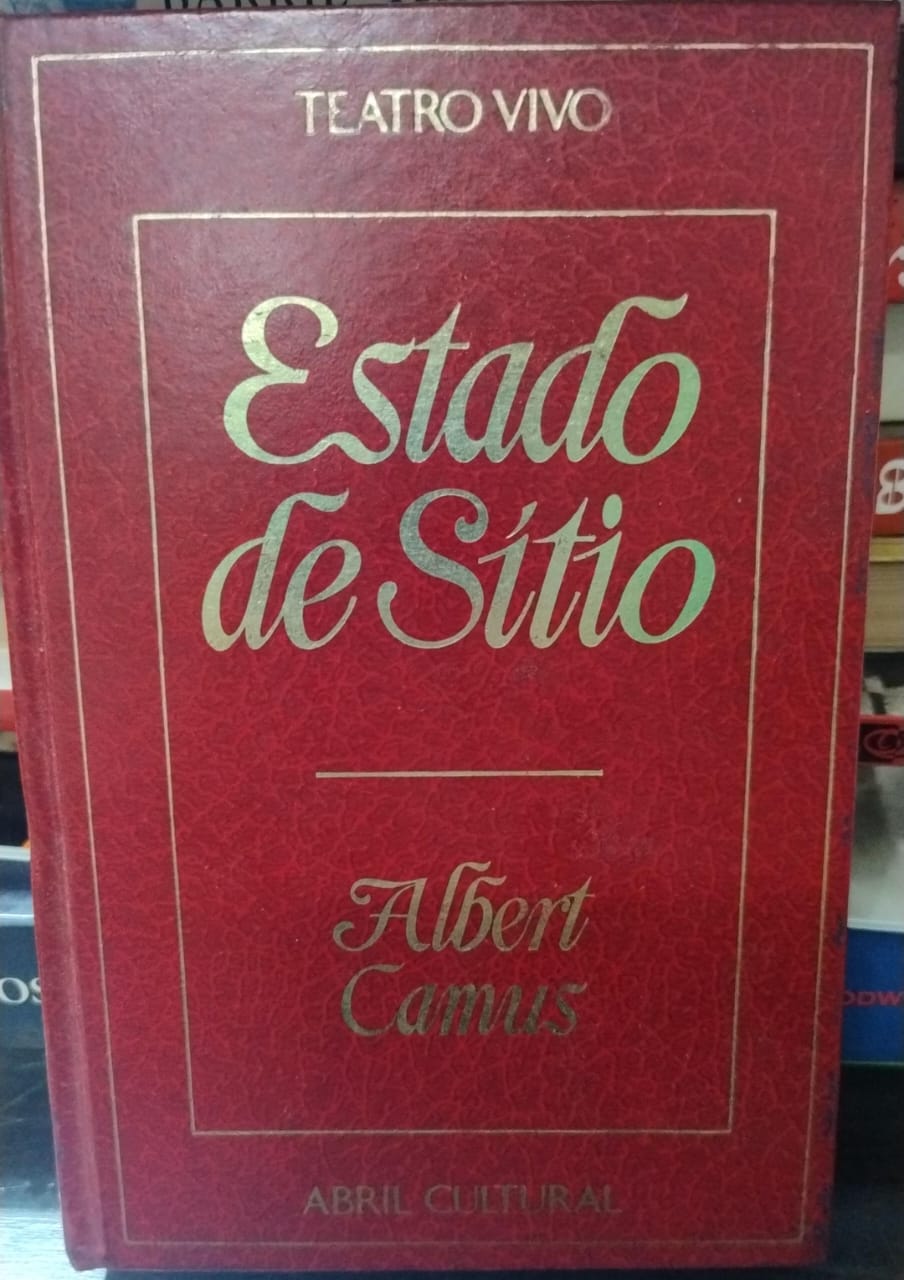 TEATRO VIVO
Estado
de Sítio
Albert
Camus
ABRIL CULTURAL